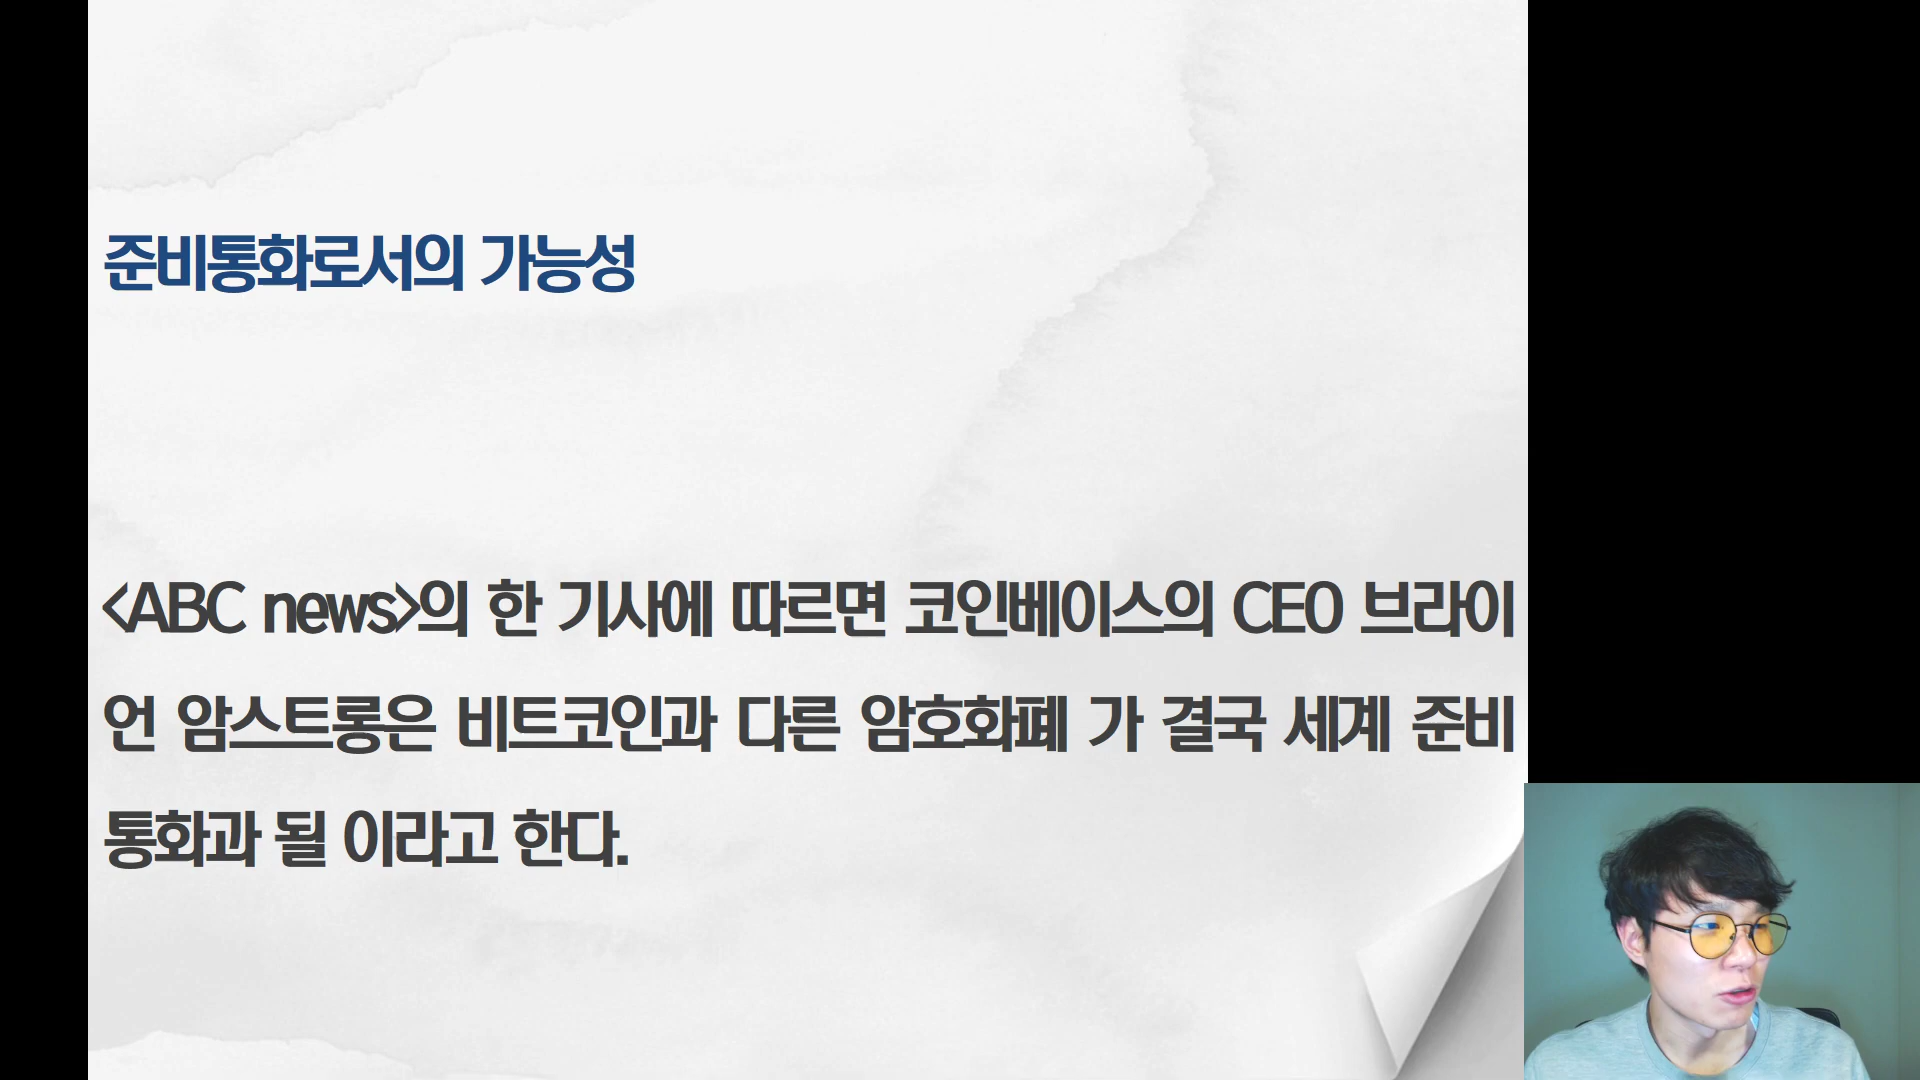 준비통화로서의 가능성
<ABC news>의 한 기사에 따르면 코인베이스의 CEO 브라이
언 암스트롱은 비트코인과 다른 암호화폐 가 결국 세계 준비
통화과 될 이라고 한다.